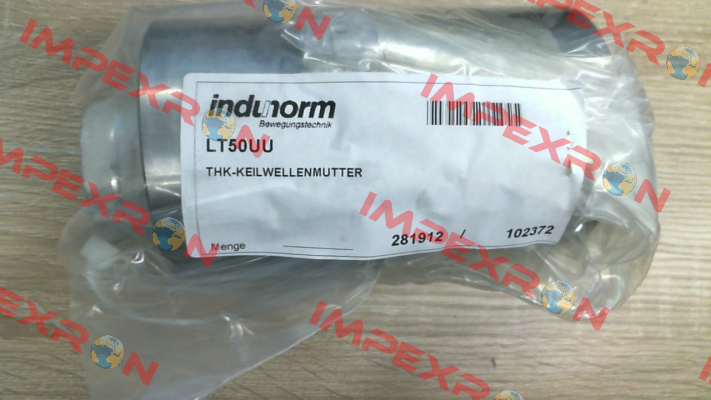 indunorm
Bewegungstechnik
LT50UU
THK-KEILWELLENMUTTER
Menge
281912 / 102372
IMPEXRON
IMPEXRON
IMPEXRON
IMPEXRON
IMPEXRON
IMPEXRON